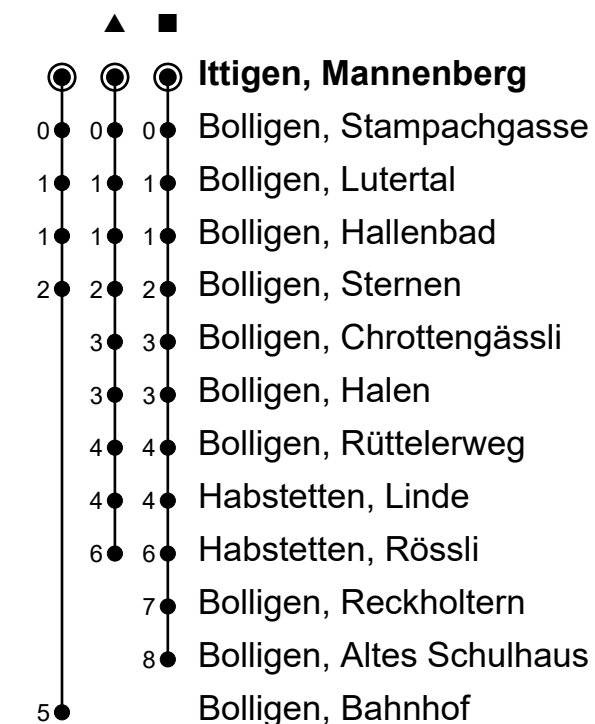 ▲ ■
Ittigen, Mannenberg
0 0 0 Bolligen, Stampachgasse
1 1 1 Bolligen, Lutertal
1 1 1 Bolligen, Hallenbad
2 2 2 Bolligen, Sternen
3 3 Bolligen, Chrottengässli
3 3 Bolligen, Halen
4 4 Bolligen, Rüttelerweg
4 4 Habstetten, Linde
6 6 Habstetten, Rössli
7 Bolligen, Reckholtern
8 Bolligen, Altes Schulhaus
5 Bolligen, Bahnhof